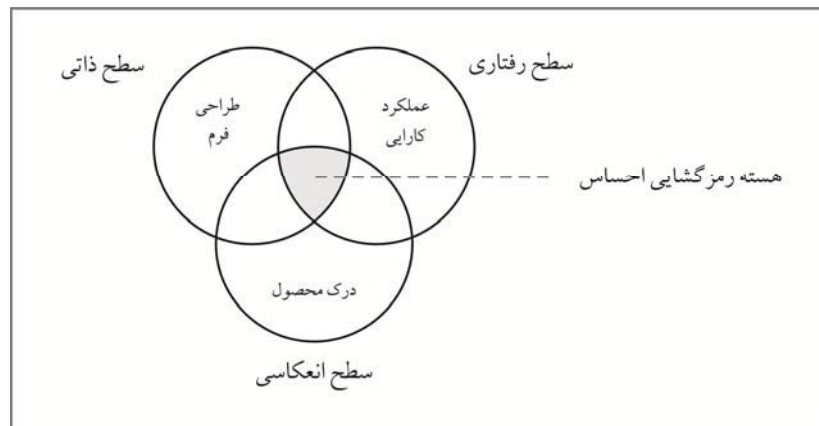 سطح رفتاری
سطح ذاتی
عملکرد
کارایی
طراحی
فرم
هسته رمزگشایی احساس
درک محصول
سطح انعکاسی